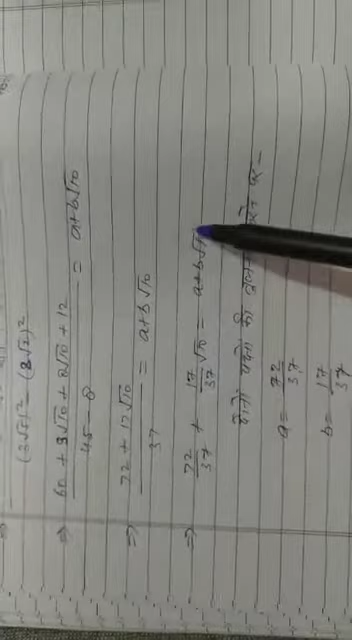 (3√5)² - (2√2)²
⇒ 60 + 9√10 + 8√10 + 12 = a+b√10
45 - 8
⇒ 72 + 17√10 = a+b√10
37
⇒ 72/37 + 17/37 √10 = a+b√10
दोनों पक्षों की तुलना करने पर -
a = 72/37
b = 17/37